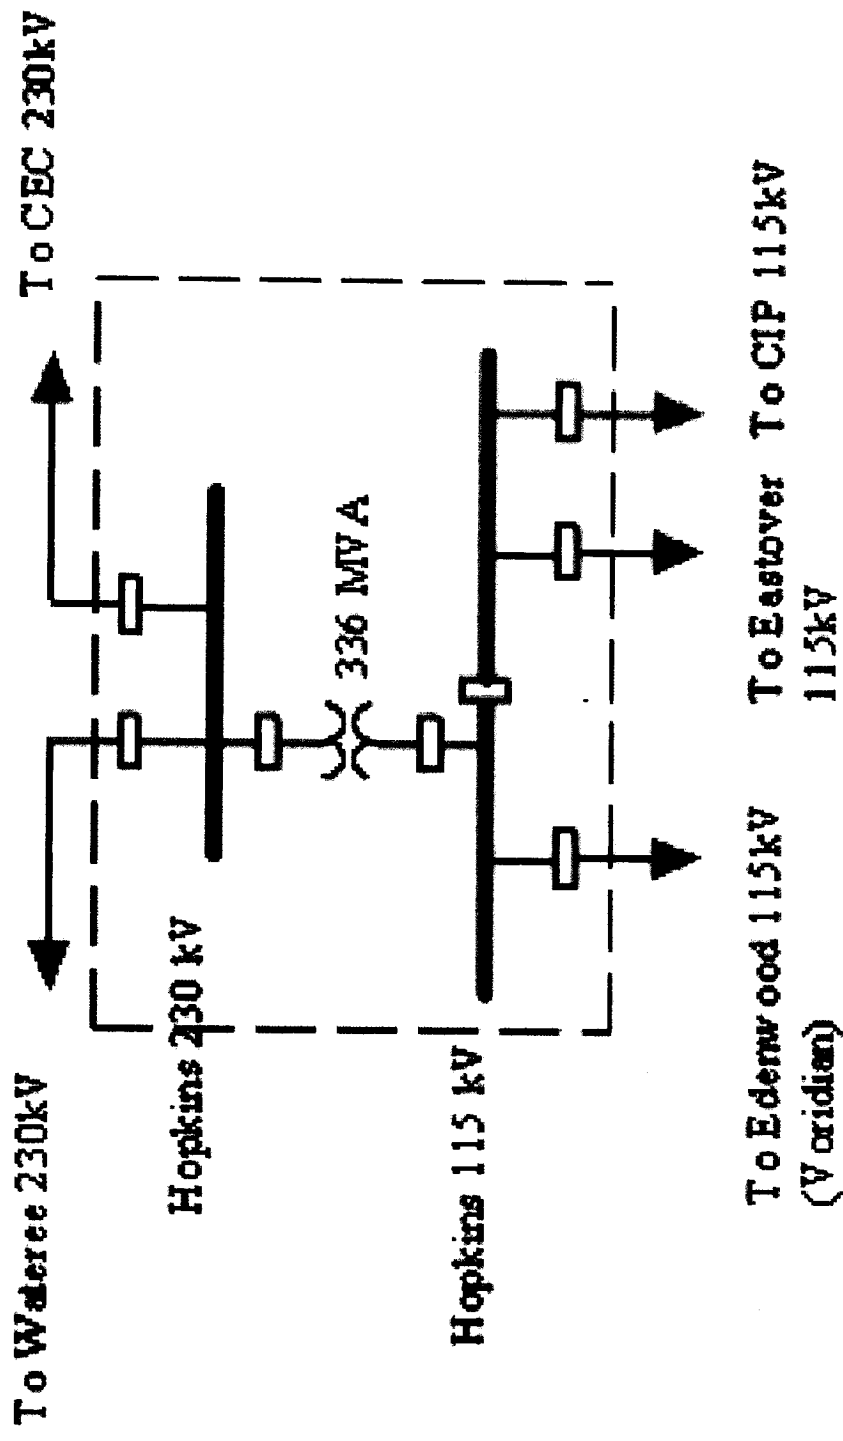 To Wateree 230kV
To CEC 230kV
Hopkins 230 kV
336 MVA
Hopkins 115 kV
To Edenwood 115kV
(Voridian)
To Eastover
115kV
To CIP 115kV